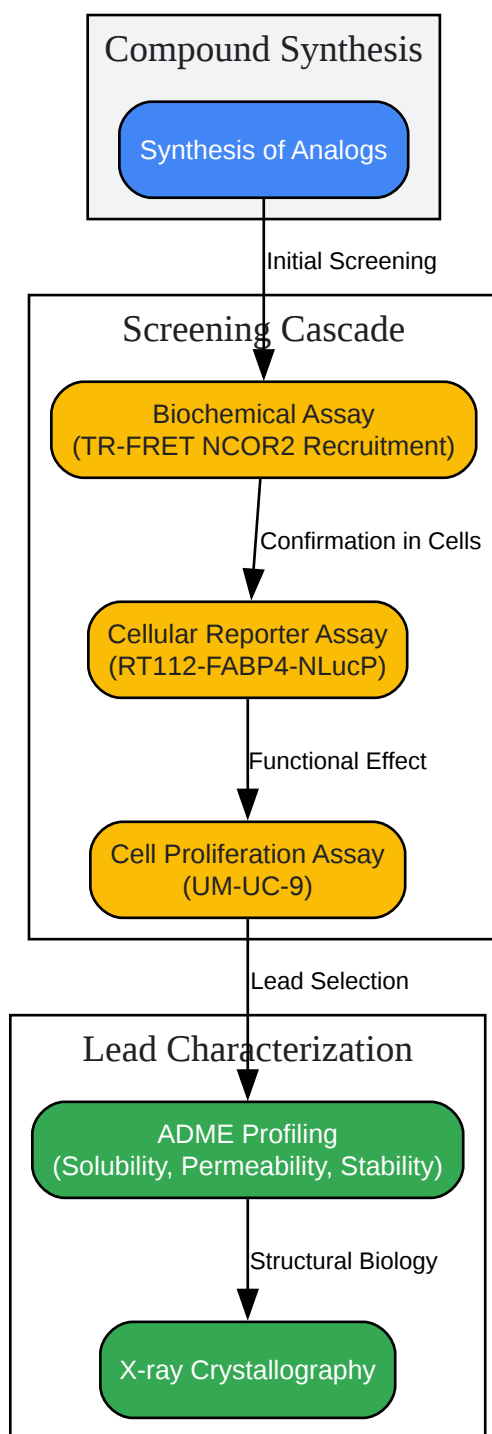 Compound Synthesis
Synthesis of Analogs
Initial Screening
Screening Cascade
Biochemical Assay
(TR-FRET NCOR2 Recruitment)
Confirmation in Cells
Cellular Reporter Assay
(RT112-FABP4-NLucP)
Functional Effect
Cell Proliferation Assay
(UM-UC-9)
Lead Selection
Lead Characterization
ADME Profiling
(Solubility, Permeability, Stability)
Structural Biology
X-ray Crystallography